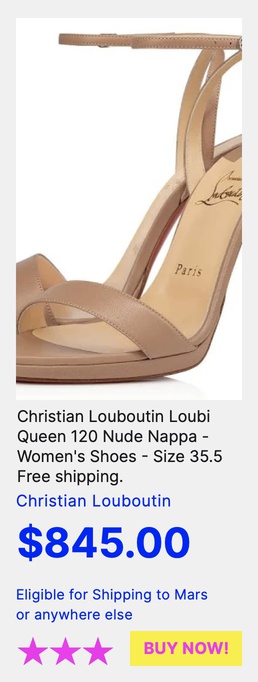 Louboutin
Paris
Christian Louboutin Loubi
Queen 120 Nude Nappa -
Women's Shoes - Size 35.5
Free shipping.
Christian Louboutin
$845.00
Eligible for Shipping to Mars
or anywhere else
BUY NOW!